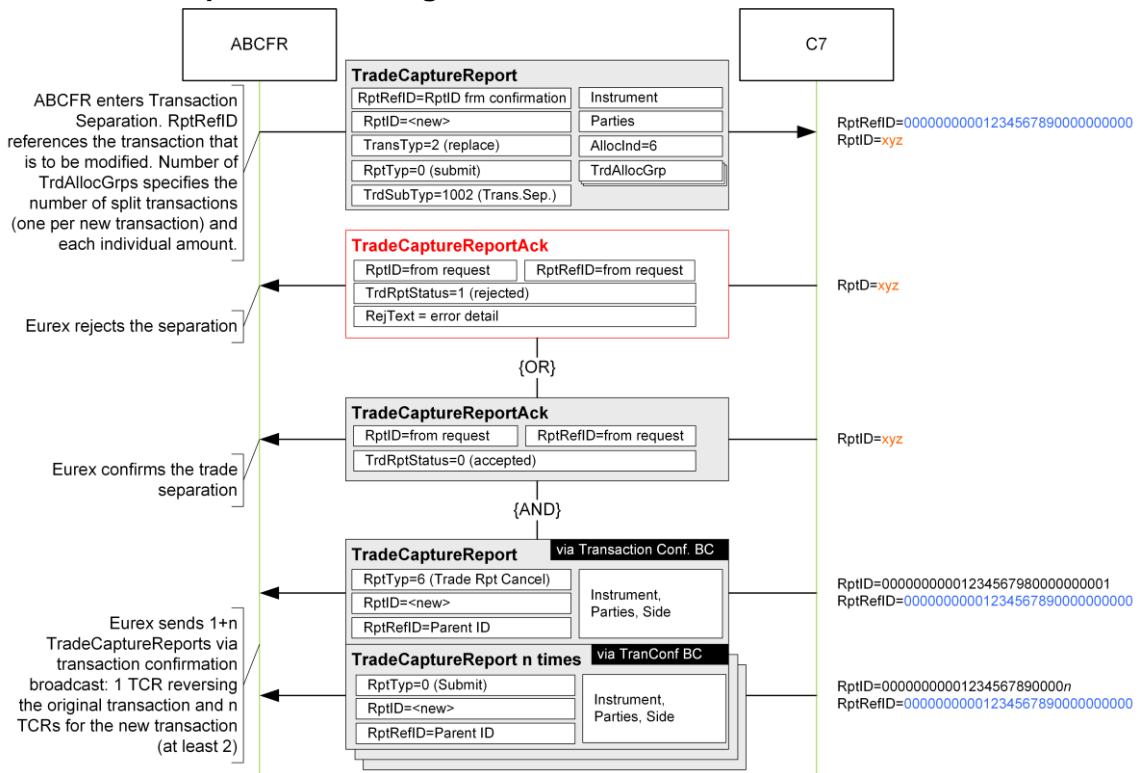 ABCFR
C7
TradeCaptureReport
RptRefID=RptID frm confirmation
Instrument
RptID=<new>
Parties
TransTyp=2 (replace)
AllocInd=6
RptTyp=0 (submit)
TrdAllocGrp
TrdSubTyp=1002 (Trans.Sep.)
ABCFR enters Transaction
Separation. RptRefID
references the transaction that
is to be modified. Number of
TrdAllocGrps specifies the
number of split transactions
(one per new transaction) and
each individual amount.
RptRefID=00000000001234567890000000000
RptID=xyz
TradeCaptureReportAck
RptID=from request
RptRefID=from request
TrdRptStatus=1 (rejected)
RejText = error detail
RptD=xyz
Eurex rejects the separation
{OR}
TradeCaptureReportAck
RptID=from request
RptRefID=from request
TrdRptStatus=0 (accepted)
RptID=xyz
Eurex confirms the trade
separation
{AND}
TradeCaptureReport
via Transaction Conf. BC
RptTyp=6 (Trade Rpt Cancel)
RptID=<new>
RptRefID=Parent ID
Instrument,
Parties, Side
RptID=00000000001234567980000000001
RptRefID=00000000001234567890000000000
Eurex sends 1+n
TradeCaptureReports via
transaction confirmation
broadcast: 1 TCR reversing
the original transaction and n
TCRs for the new transaction
(at least 2)
TradeCaptureReport n times
via TranConf BC
RptTyp=0 (Submit)
RptID=<new>
RptRefID=Parent ID
Instrument,
Parties, Side
RptID=00000000001234567890000n
RptRefID=00000000001234567890000000000